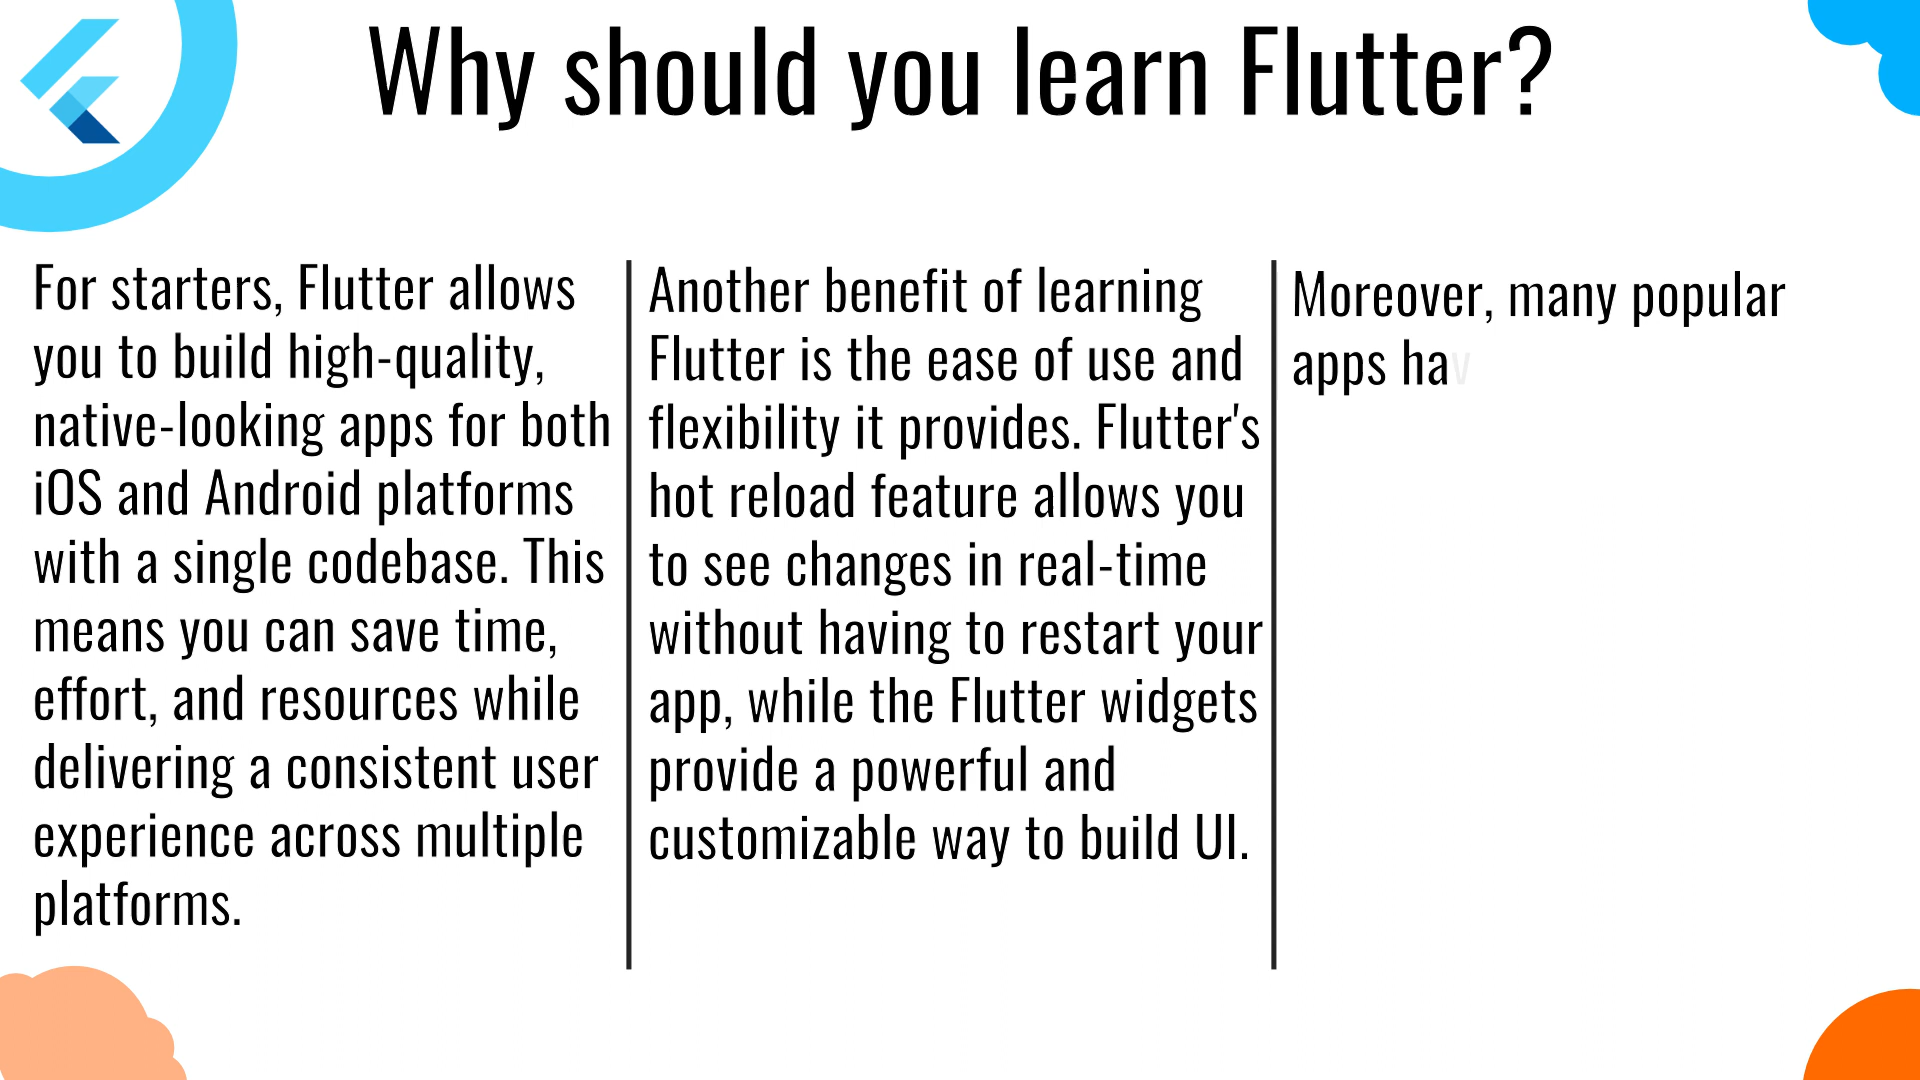 Why should you learn Flutter?
For starters, Flutter allows
you to build high-quality,
native-looking apps for both
iOS and Android platforms
with a single codebase. This
means you can save time,
effort, and resources while
delivering a consistent user
experience across multiple
platforms.
Another benefit of learning
Flutter is the ease of use and
flexibility it provides. Flutter's
hot reload feature allows you
to see changes in real-time
without having to restart your
app, while the Flutter widgets
provide a powerful and
customizable way to build UI.
Moreover, many popular
apps hav